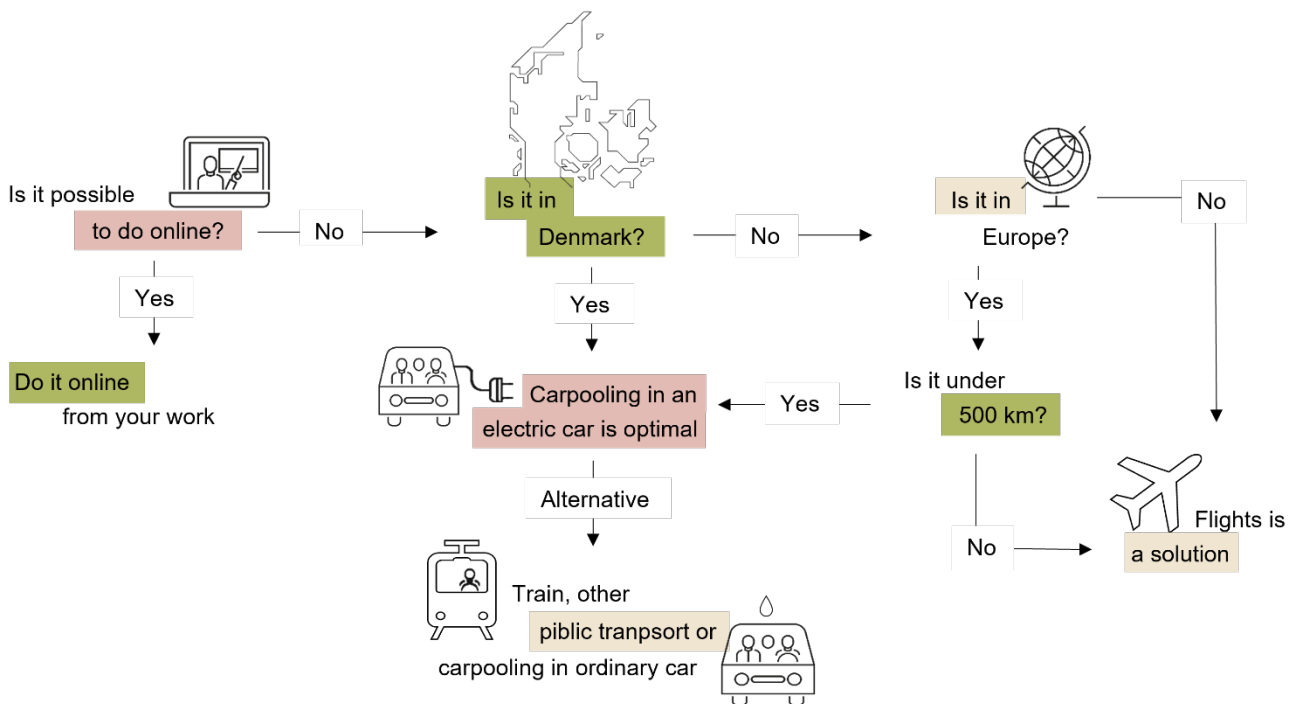 Is it possible
to do online?
No
Yes
Do it online
from your work
Is it in
Denmark?
No
Yes
Carpooling in an
electric car is optimal
Alternative
Train, other
piblic tranpsort or
carpooling in ordinary car
Is it in
Europe?
No
Yes
Is it under
500 km?
Yes
No
Flights is
a solution